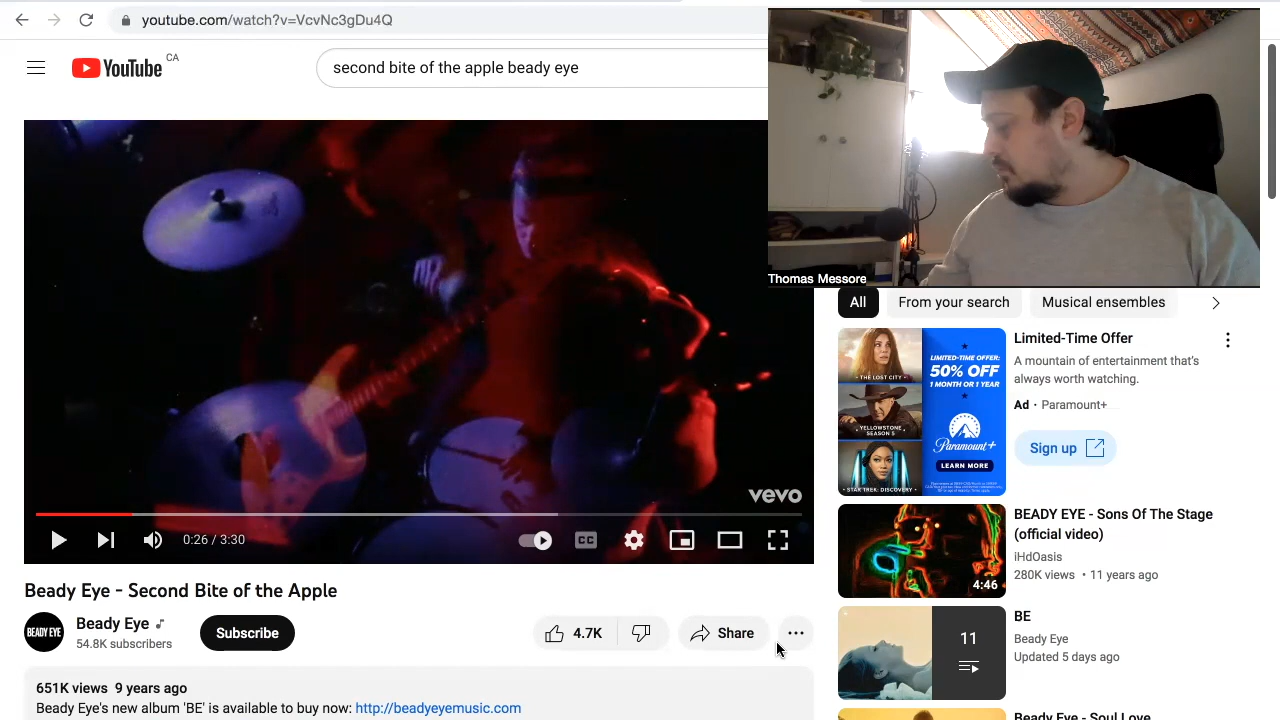 youtube.com/watch?v=VcvNc3gDu4Q
YouTube CA
second bite of the apple beady eye
Thomas Messore
vevo
0:26 / 3:30
CC
Beady Eye - Second Bite of the Apple
BEADY EYE
Beady Eye
54.8K subscribers
Subscribe
4.7K
Share
651K views 9 years ago
Beady Eye's new album 'BE' is available to buy now: http://beadyeyemusic.com
All
From your search
Musical ensembles
THE LOST CITY
YELLOWSTONE
SEASON 5
STAR TREK: DISCOVERY
LIMITED-TIME OFFER:
50% OFF
1 MONTH OR 1 YEAR
Paramount+
LEARN MORE
Limited-Time Offer
A mountain of entertainment that's
always worth watching.
Ad · Paramount+
Sign up
4:46
BEADY EYE - Sons Of The Stage
(official video)
iHdOasis
280K views • 11 years ago
11
BE
Beady Eye
Updated 5 days ago
Beady Eye - Soul Love